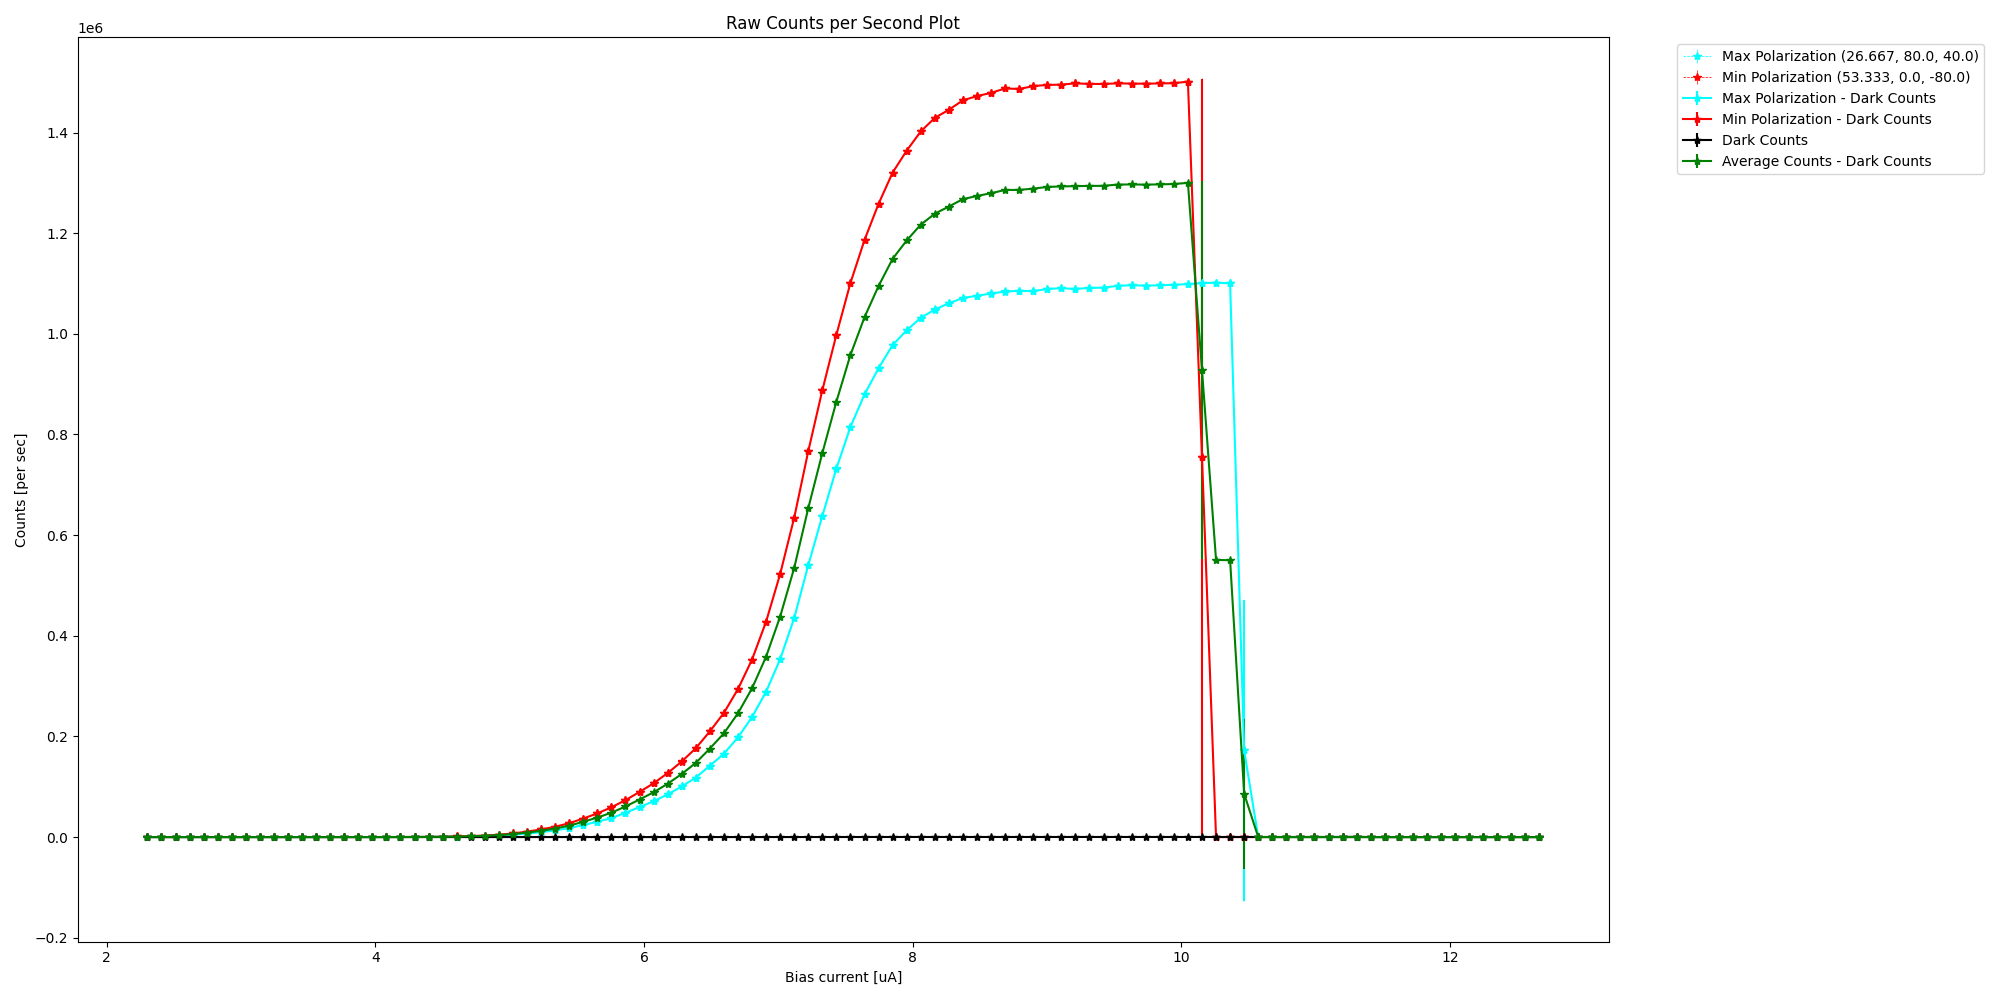 Raw Counts per Second Plot
1e6
Max Polarization (26.667, 80.0, 40.0)
Min Polarization (53.333, 0.0, -80.0)
Max Polarization - Dark Counts
Min Polarization - Dark Counts
Dark Counts
Average Counts - Dark Counts
1.4
1.2
1.0
0.8
0.6
0.4
0.2
0.0
−0.2
Counts [per sec]
2 4 6 8 10 12
Bias current [uA]